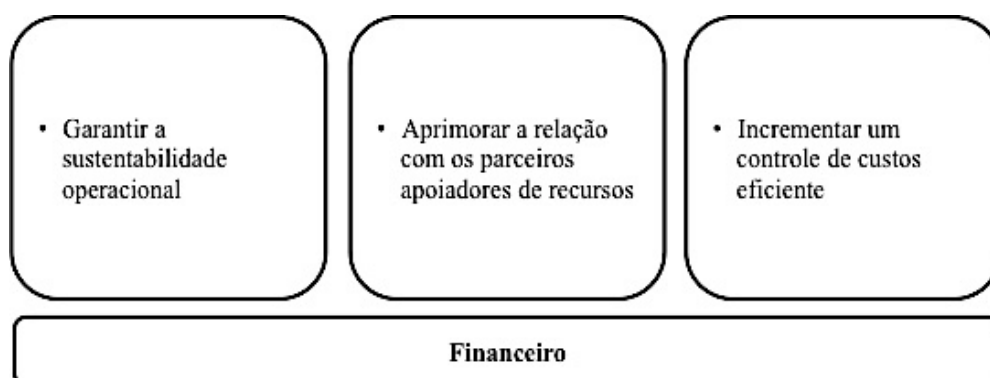 • Garantir a
sustentabilidade
operacional
• Aprimorar a relação
com os parceiros
apoiadores de recursos
• Incrementar um
controle de custos
eficiente
Financeiro